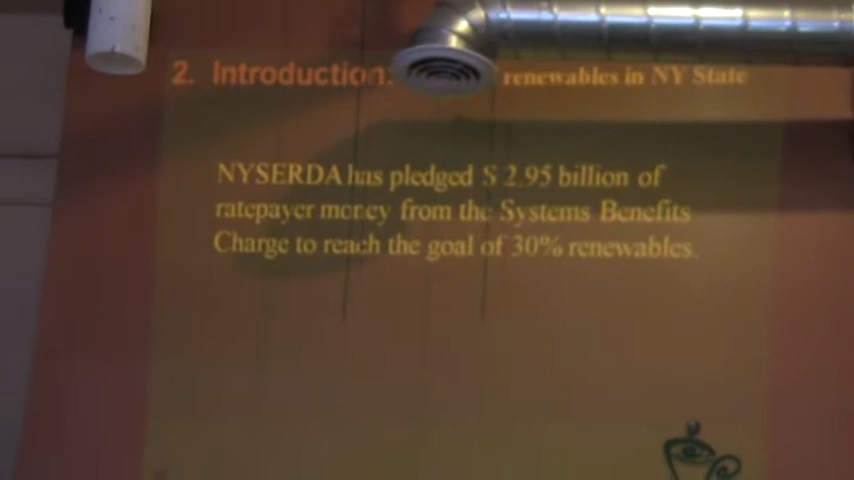 2. Introduction: renewables in NY State
NYSERDA has pledged $ 2.95 billion of
ratepayer money from the Systems Benefits
Charge to reach the goal of 30% renewables.